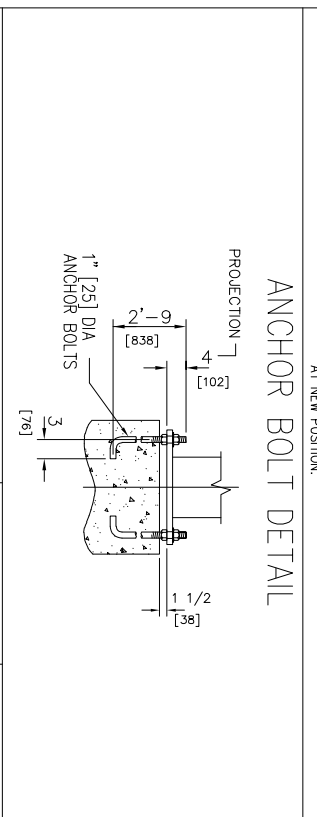 AT NEW POSITION.
ANCHOR BOLT DETAIL
PROJECTION
4
[102]
2'-9
[838]
1" [25] DIA
ANCHOR BOLTS
3
[76]
1 1/2
[38]